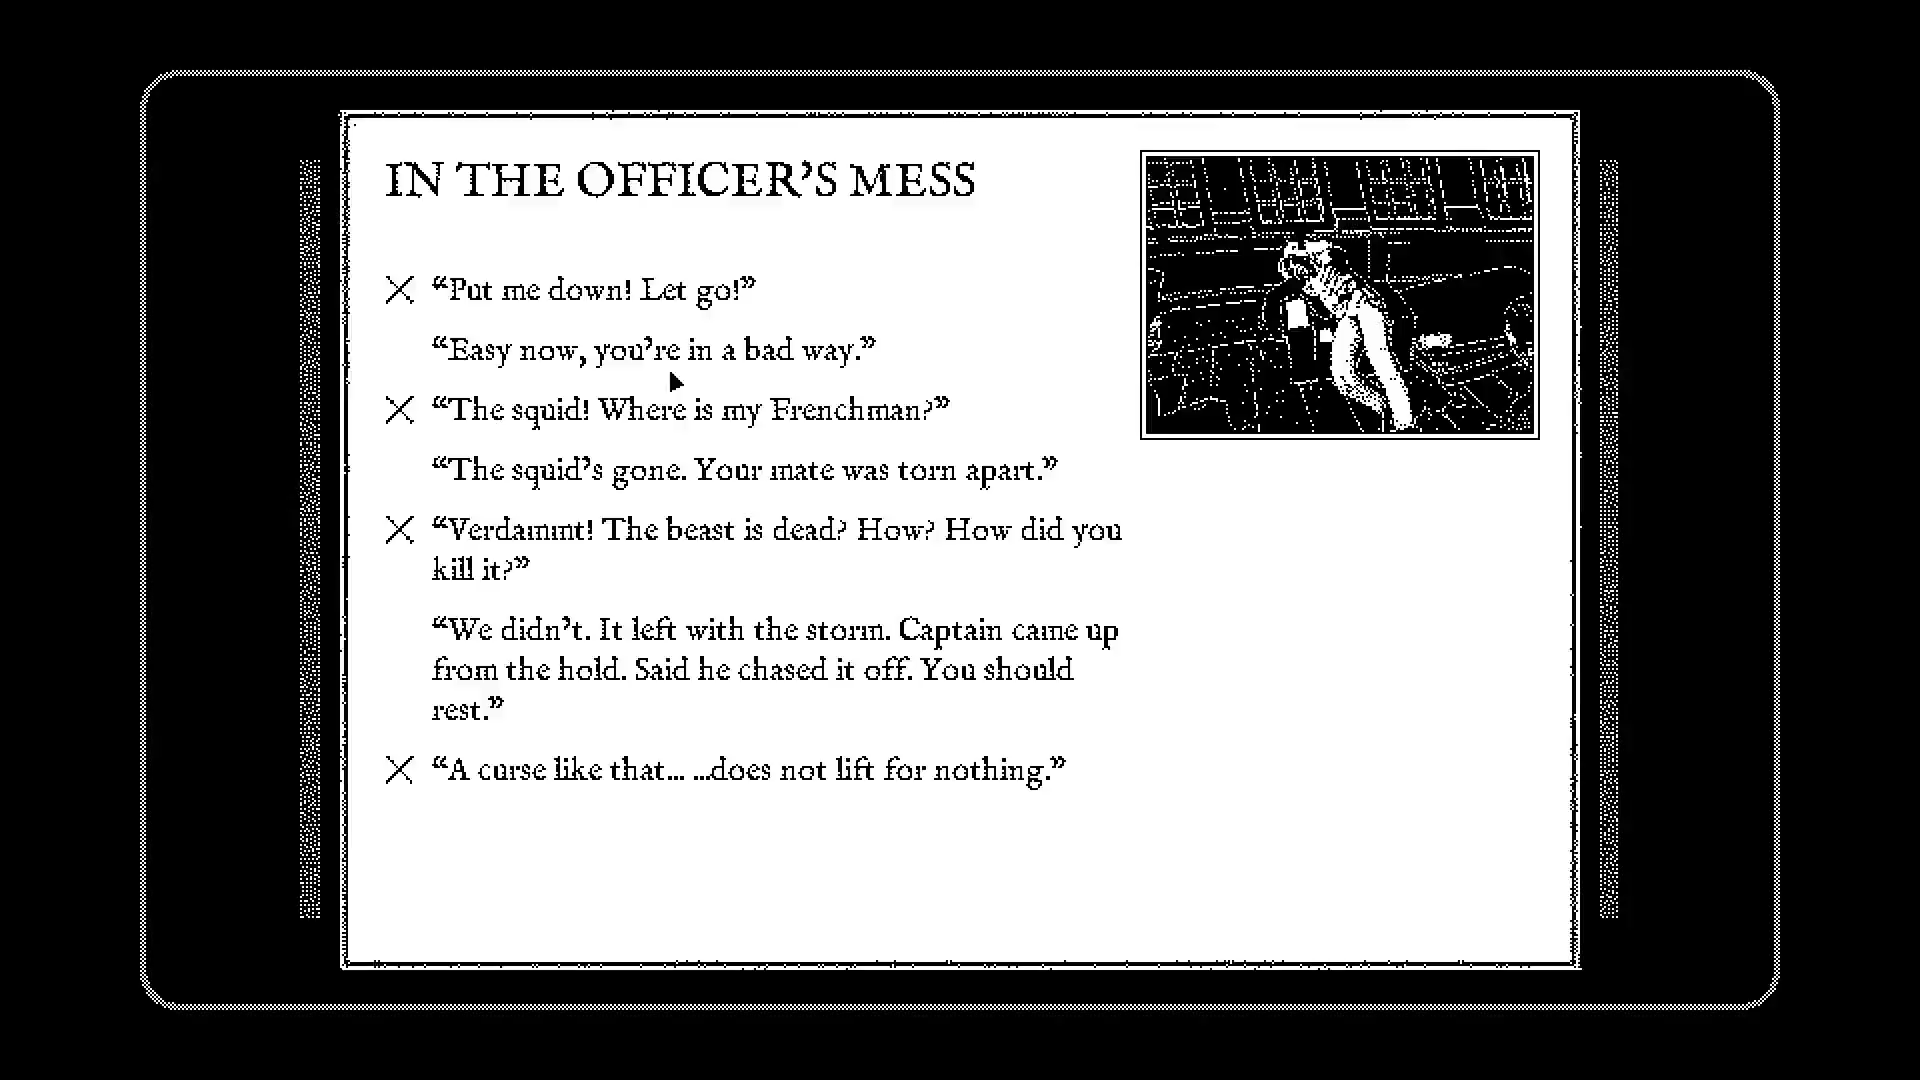 IN THE OFFICER’S MESS
“Put me down! Let go!”
“Easy now, you’re in a bad way.”
“The squid! Where is my Frenchman?”
“The squid’s gone. Your mate was torn apart.”
“Verdammt! The beast is dead? How? How did you
kill it?”
“We didn’t. It left with the storm. Captain came up
from the hold. Said he chased it off. You should
rest.”
“A curse like that... ...does not lift for nothing.”